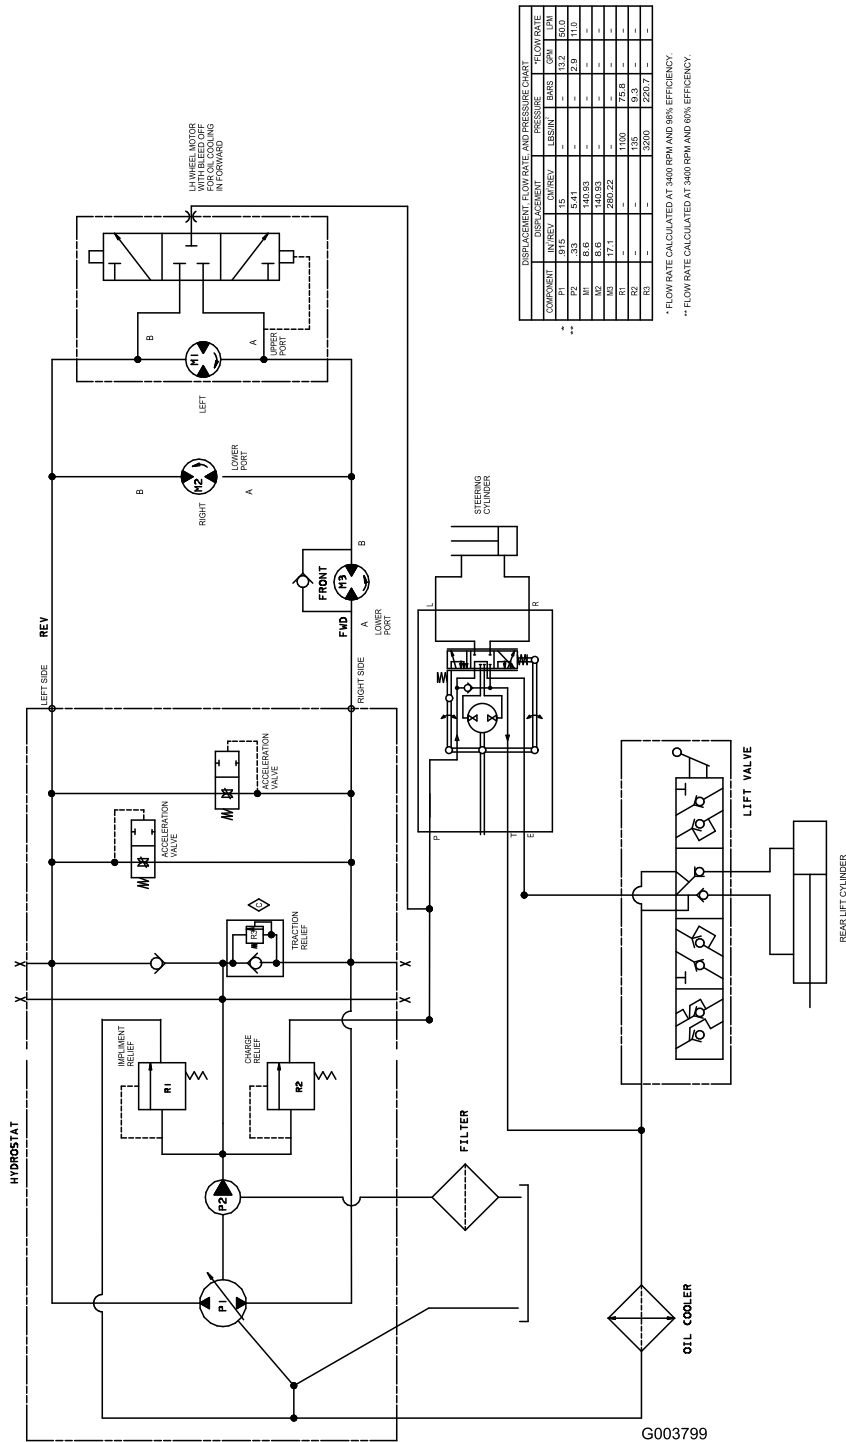 DISPLACEMENT, FLOW RATE, AND PRESSURE CHART
DISPLACEMENT PRESSURE *FLOW RATE
COMPONENT IN³/REV CM³/REV LBS/IN² BARS GPM LPM
* P1 .915 15 – – 13.2 50.0
** P2 .33 5.41 – – 2.9 11.0
M1 8.6 140.93 – – – –
M2 8.6 140.93 – – – –
M3 17.1 280.22 – – – –
R1 – – 1100 75.8 – –
R2 – – 135 9.3 – –
R3 – – 3200 220.7 – –
* FLOW RATE CALCULATED AT 3400 RPM AND 98% EFFICIENCY.
** FLOW RATE CALCULATED AT 3400 RPM AND 60% EFFICENCY.
LH WHEEL MOTOR
WITH BLEED OFF
FOR OIL COOLING
IN FORWARD
B
A
UPPER
PORT
M1
LEFT
B
A
LOWER
PORT
M2
RIGHT
B
FRONT
M3
A
LOWER
PORT
REV
FWD
LEFT SIDE
RIGHT SIDE
STEERING
CYLINDER
L
R
P
T
E
ACCELERATION
VALVE
ACCELERATION
VALVE
C
R3
TRACTION
RELIEF
IMPLIMENT
RELIEF
R1
CHARGE
RELIEF
R2
HYDROSTAT
P2
P1
FILTER
LIFT VALVE
REAR LIFT CYLINDER
OIL COOLER
G003799